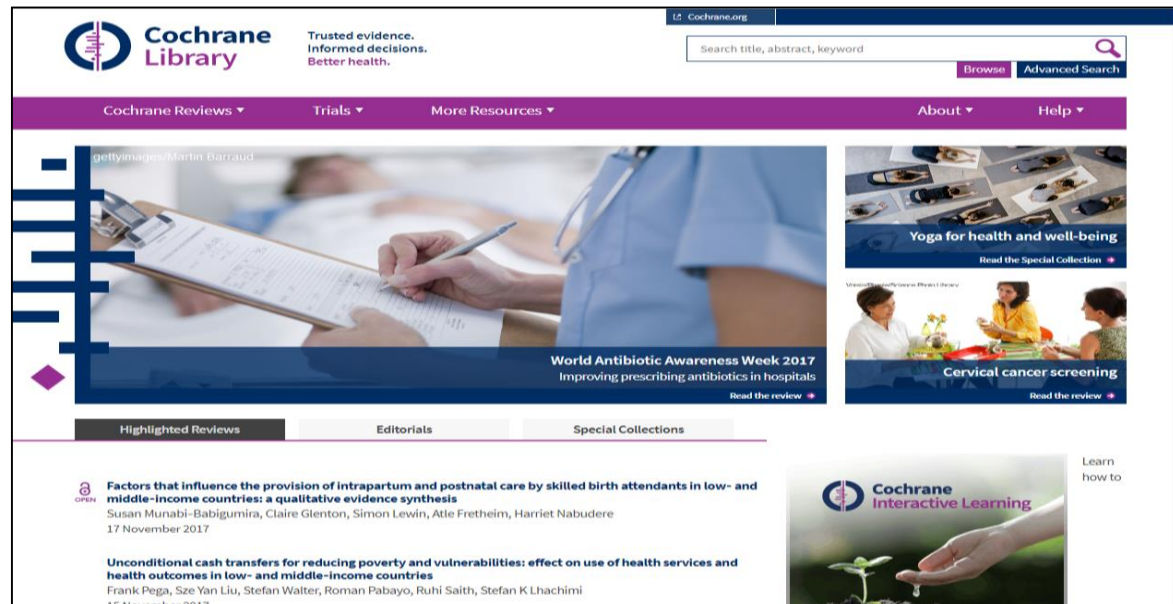 Cochrane.org
Cochrane
Library
Trusted evidence.
Informed decisions.
Better health.
Search title, abstract, keyword
Browse
Advanced Search
Cochrane Reviews
Trials
More Resources
About
Help
gettyimages/Martin Barraud
World Antibiotic Awareness Week 2017
Improving prescribing antibiotics in hospitals
Read the review
Yoga for health and well-being
Read the Special Collection
Science Photo Library
Cervical cancer screening
Read the review
Highlighted Reviews
Editorials
Special Collections
OPEN
Factors that influence the provision of intrapartum and postnatal care by skilled birth attendants in low- and
middle-income countries: a qualitative evidence synthesis
Susan Munabi-Babigumira, Claire Glenton, Simon Lewin, Atle Fretheim, Harriet Nabudere
17 November 2017
Unconditional cash transfers for reducing poverty and vulnerabilities: effect on use of health services and
health outcomes in low- and middle-income countries
Frank Pega, Sze Yan Liu, Stefan Walter, Roman Pabayo, Ruhi Saith, Stefan K Lhachimi
15 November 2017
Cochrane
Interactive Learning
Learn
how to